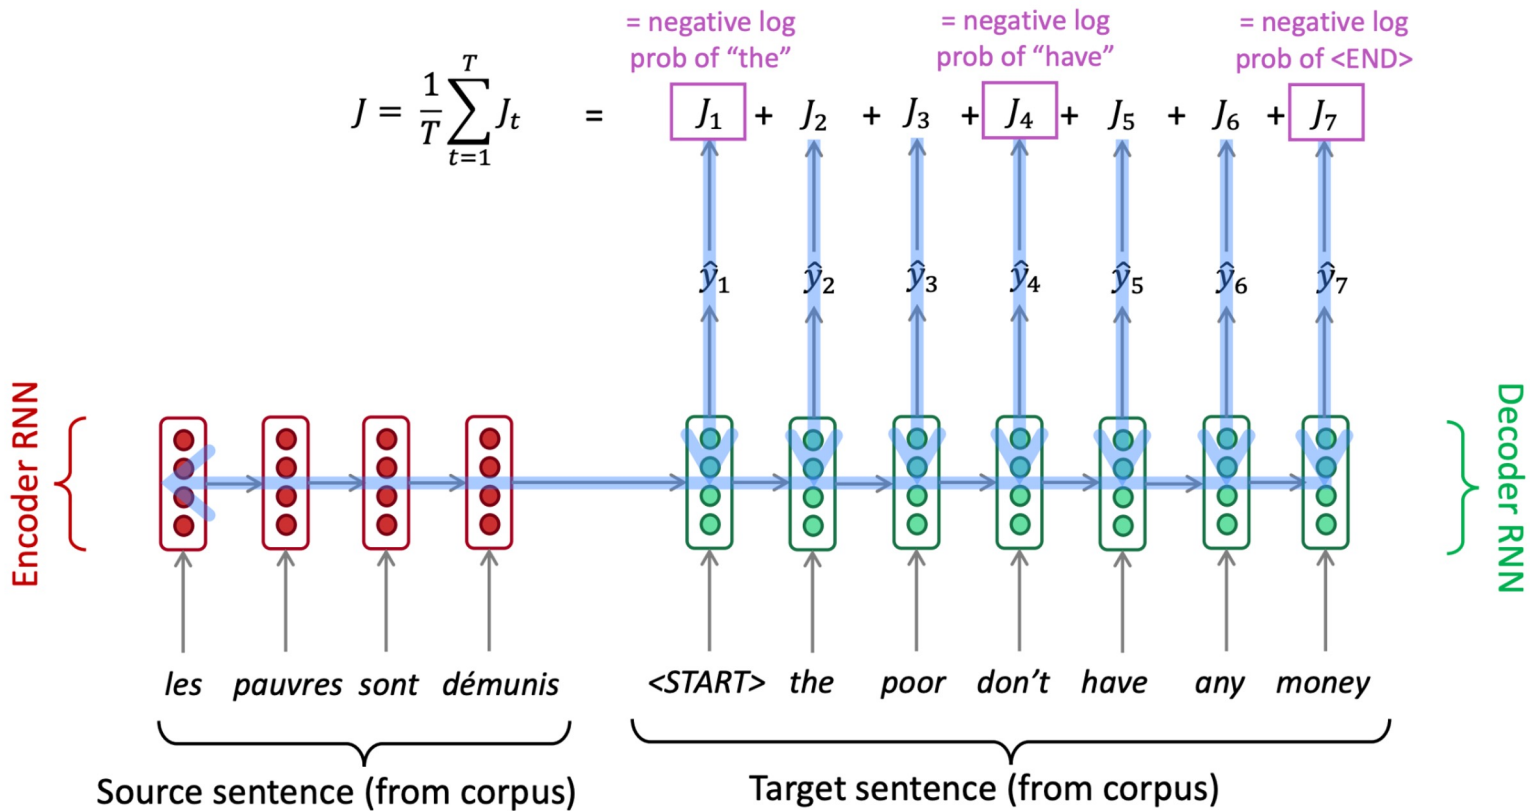 = negative log
prob of “the”
= negative log
prob of “have”
= negative log
prob of <END>
J = 1/T ∑_{t=1}^{T} J_t = J_1 + J_2 + J_3 + J_4 + J_5 + J_6 + J_7
ŷ_1 ŷ_2 ŷ_3 ŷ_4 ŷ_5 ŷ_6 ŷ_7
Encoder RNN
Decoder RNN
les pauvres sont démunis <START> the poor don’t have any money
Source sentence (from corpus)
Target sentence (from corpus)